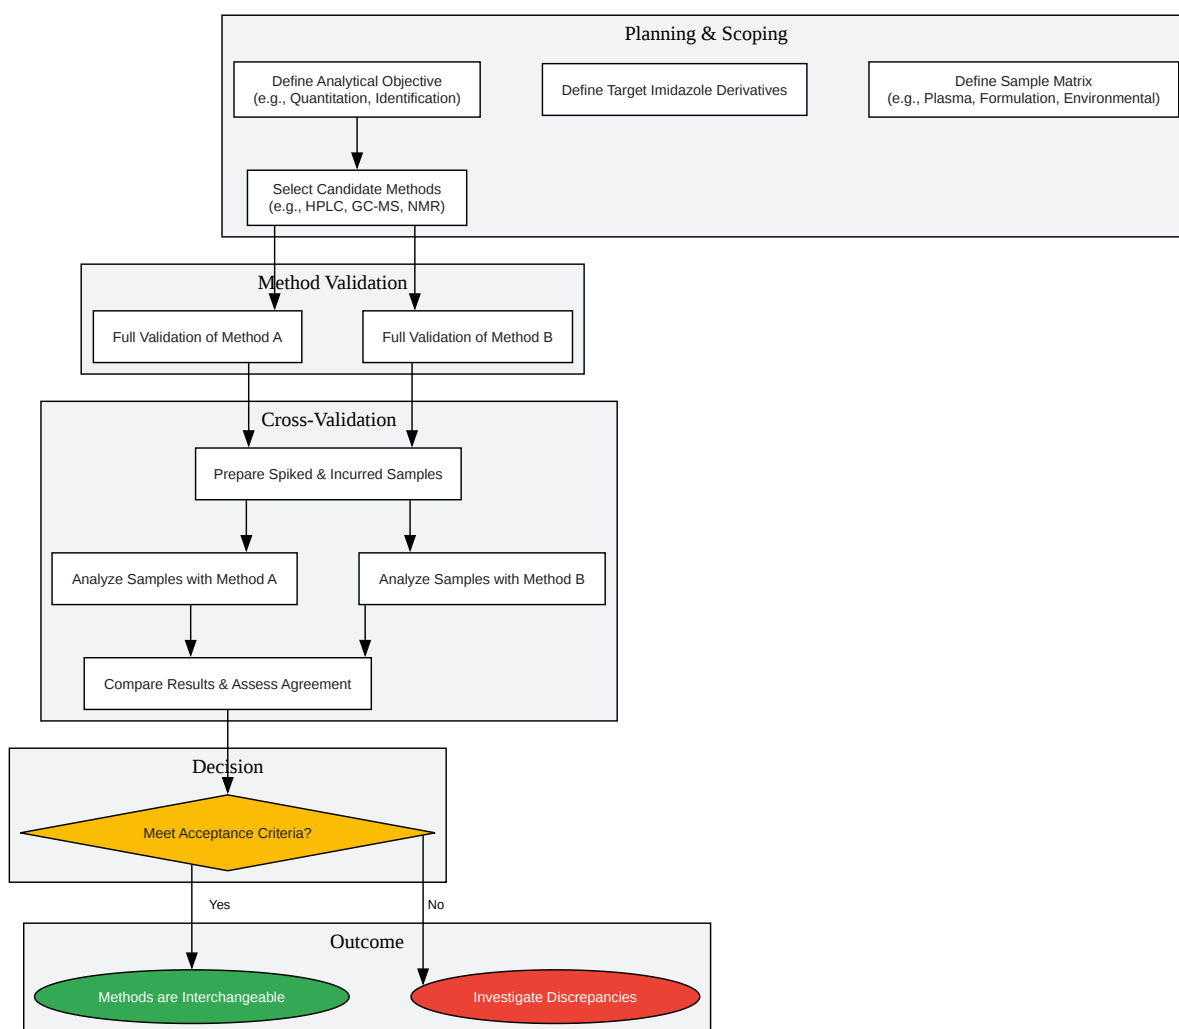 Planning & Scoping
Define Analytical Objective
(e.g., Quantitation, Identification)
Define Target Imidazole Derivatives
Define Sample Matrix
(e.g., Plasma, Formulation, Environmental)
Select Candidate Methods
(e.g., HPLC, GC-MS, NMR)
Method Validation
Full Validation of Method A
Full Validation of Method B
Cross-Validation
Prepare Spiked & Incurred Samples
Analyze Samples with Method A
Analyze Samples with Method B
Compare Results & Assess Agreement
Decision
Meet Acceptance Criteria?
Yes
No
Outcome
Methods are Interchangeable
Investigate Discrepancies